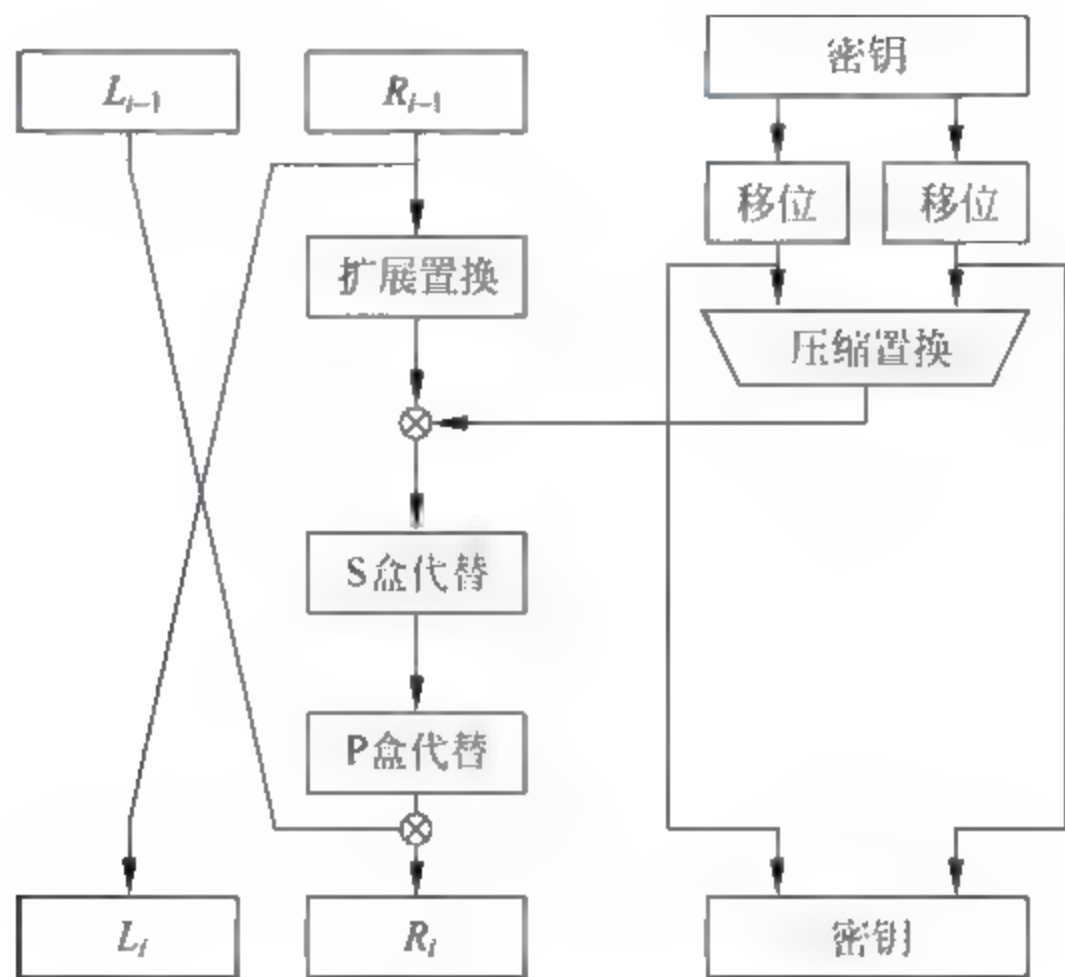 密钥
L_{i-1}
R_{i-1}
移位
移位
扩展置换
压缩置换
S盒代替
P盒代替
L_i
R_i
密钥